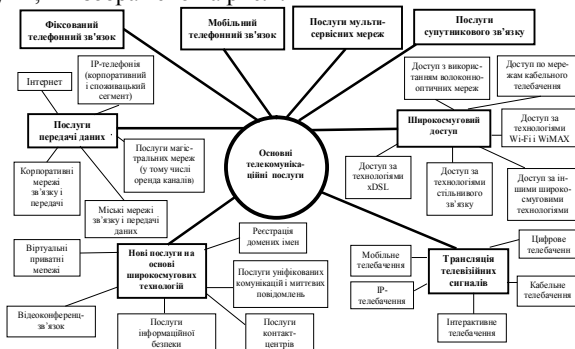 Фіксований
телефонний зв’язок
Мобільний
телефонний зв’язок
Послуги мульти-
сервісних мереж
Послуги
супутникового зв’язку
Інтернет
IP-телефонія
(корпоративний
і споживацький
сегмент)
Послуги
передачі даних
Корпоративні
мережі
зв’язку і
передачі
Послуги магіс-
тральних мереж
(у тому числі
оренда каналів)
Міські мережі
зв’язку і передачі
даних
Основні
телекомуніка-
ційні послуги
Доступ з викорис-
танням волоконно-
оптичних мереж
Доступ по мере-
жам кабельного
телебачення
Широкосмуговий
доступ
Доступ за
технологіями
Wi-Fi і WiMAX
Доступ за
технологіями
xDSL
Доступ за
технологіями
стільникового
зв’язку
Доступ за ін-
шими широко-
смуговими
технологіями
Віртуальні
приватні
мережі
Нові послуги на
основі
широкосмугових
технологій
Реєстрація
домених імен
Послуги уніфікованих
комунікацій і миттєвих
повідомлень
Відеоконференц-
зв’язок
Послуги
інформаційної
безпеки
Послуги
контакт-
центрів
Мобільне
телебачення
Трансляція
телевізійних
сигналів
Цифрове
телебаченн
IP-
телебачення
Кабельне
телебачення
Інтерактивне
телебачення